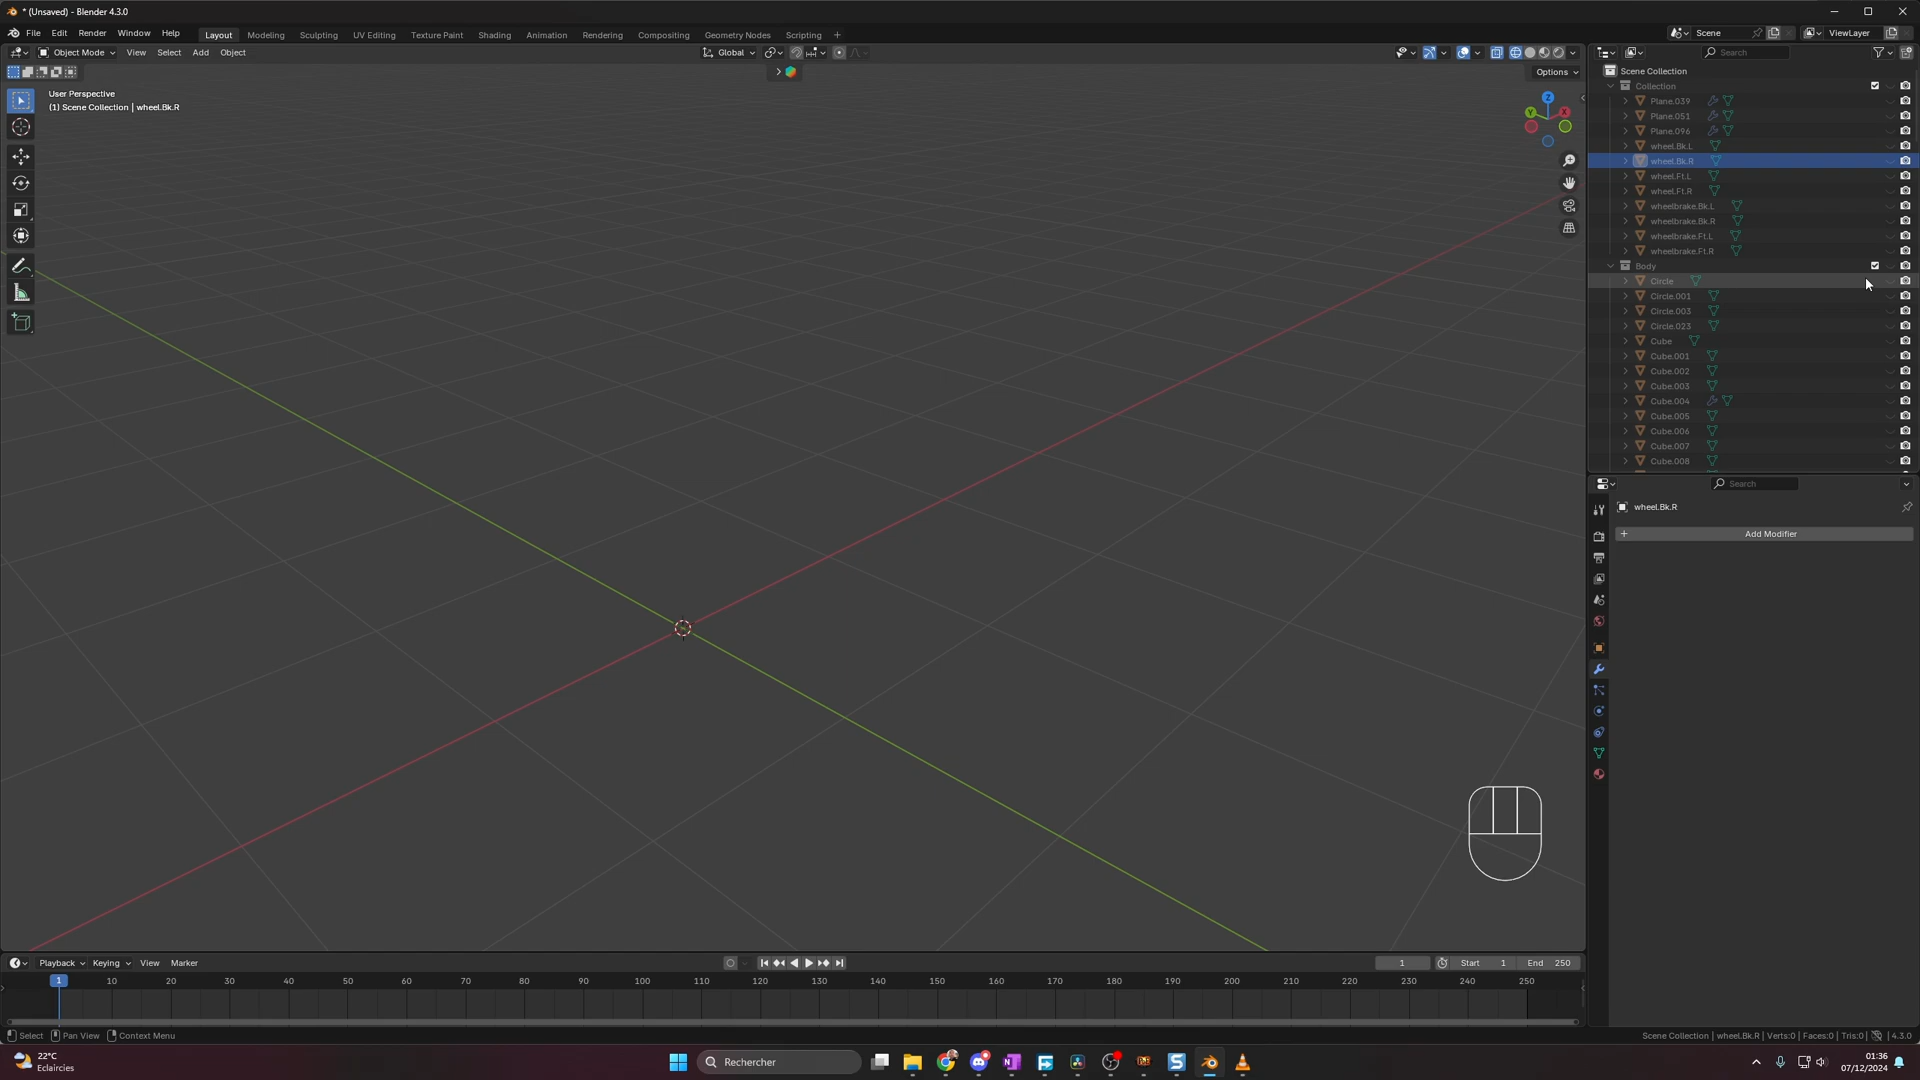 * (Unsaved) - Blender 4.3.0
File Edit Render Window Help
Layout Modeling Sculpting UV Editing Texture Paint Shading Animation Rendering Compositing Geometry Nodes Scripting +
Scene
ViewLayer
Object Mode View Select Add Object
Global
Search
Options
User Perspective
(1) Scene Collection | wheel.Bk.R
Z
Y
X
Scene Collection
Collection
Plane.039
Plane.051
Plane.096
wheel.Bk.L
wheel.Bk.R
wheel.Ft.L
wheel.Ft.R
wheelbrake.Bk.L
wheelbrake.Bk.R
wheelbrake.Ft.L
wheelbrake.Ft.R
Body
Circle
Circle.001
Circle.003
Circle.023
Cube
Cube.001
Cube.002
Cube.003
Cube.004
Cube.005
Cube.006
Cube.007
Cube.008
Search
wheel.Bk.R
+ Add Modifier
Playback Keying View Marker
1 Start 1 End 250
1 10 20 30 40 50 60 70 80 90 100 110 120 130 140 150 160 170 180 190 200 210 220 230 240 250
Select Pan View Context Menu
Scene Collection | wheel.Bk.R | Verts:0 | Faces:0 | Tris:0 | 4.3.0
22°C
Eclaircies
Rechercher
01:36
07/12/2024